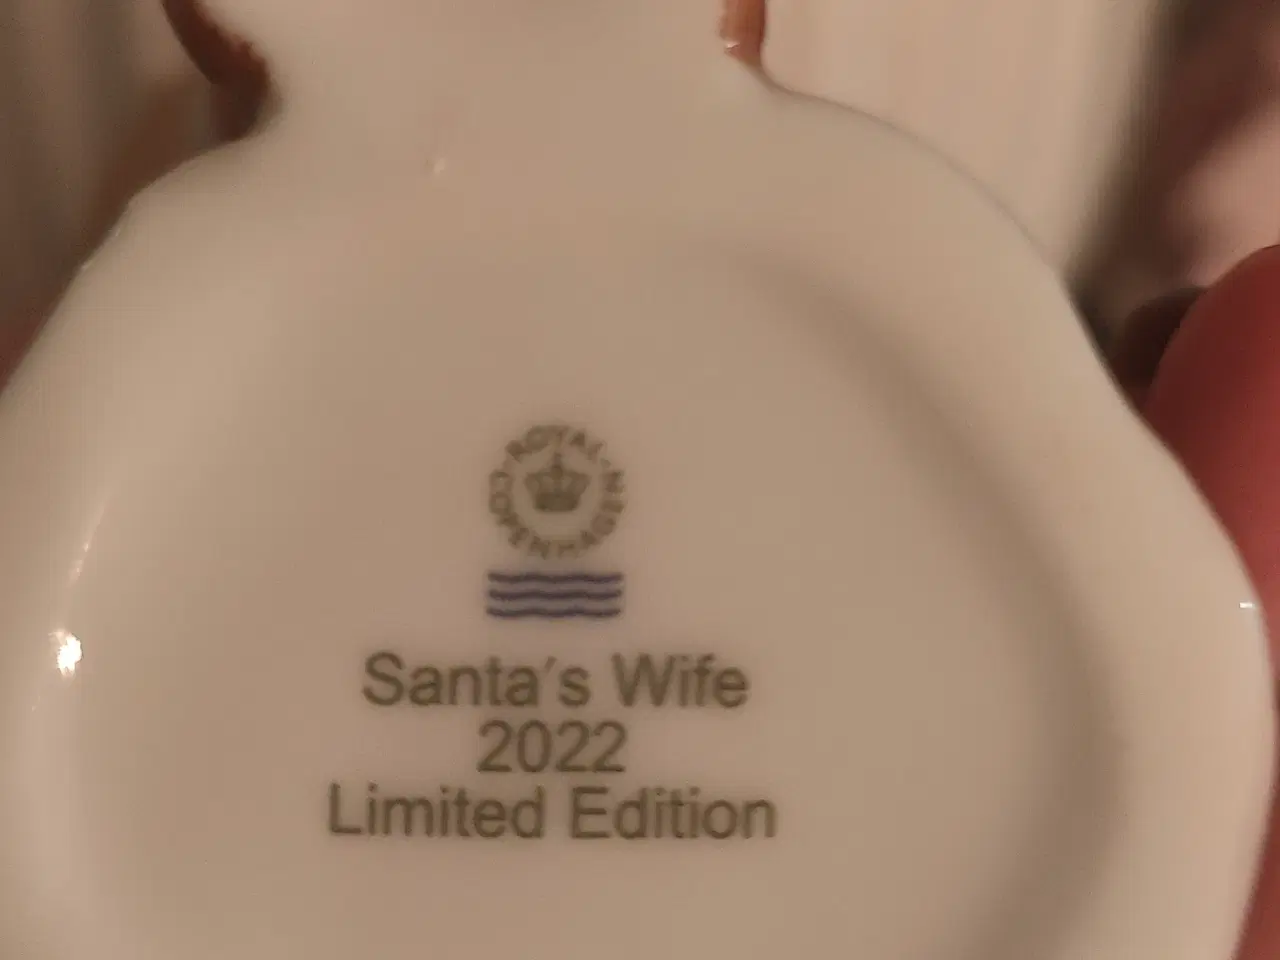 ROYAL
COPENHAGEN
Santa's Wife
2022
Limited Edition